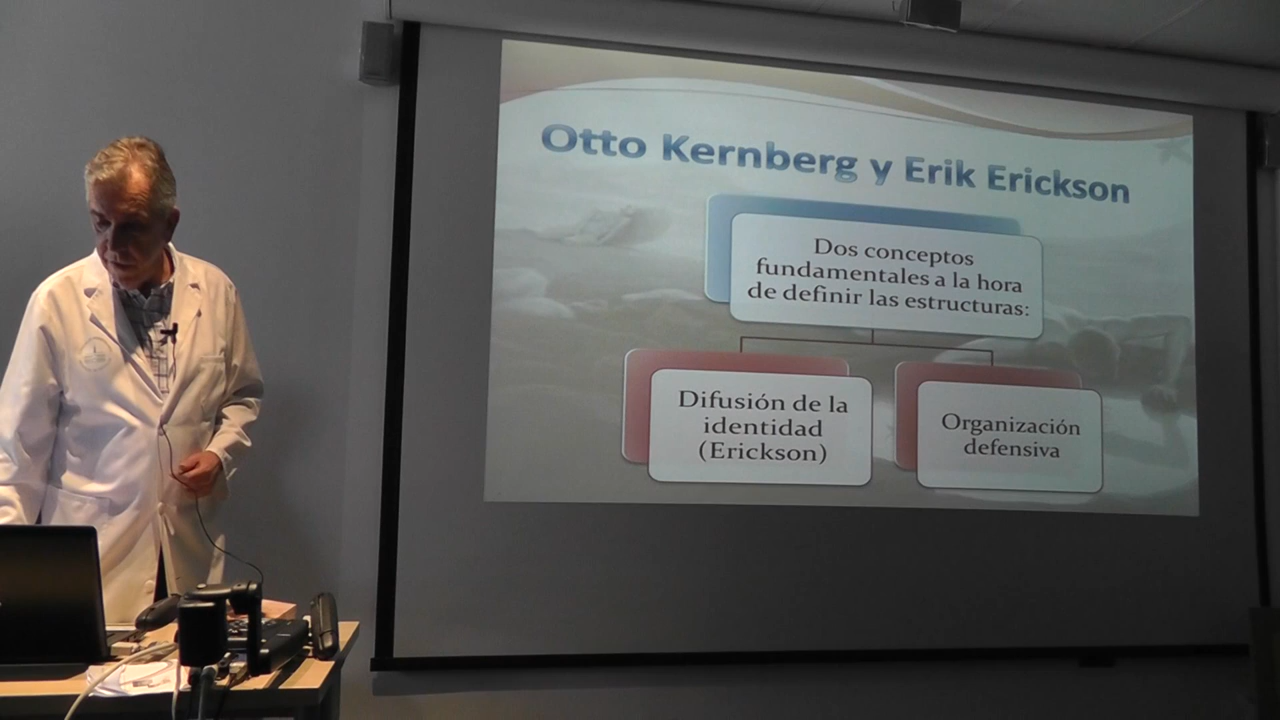 Otto Kernberg y Erik Erickson
Dos conceptos
fundamentales a la hora
de definir las estructuras:
Difusión de la
identidad
(Erickson)
Organización
defensiva